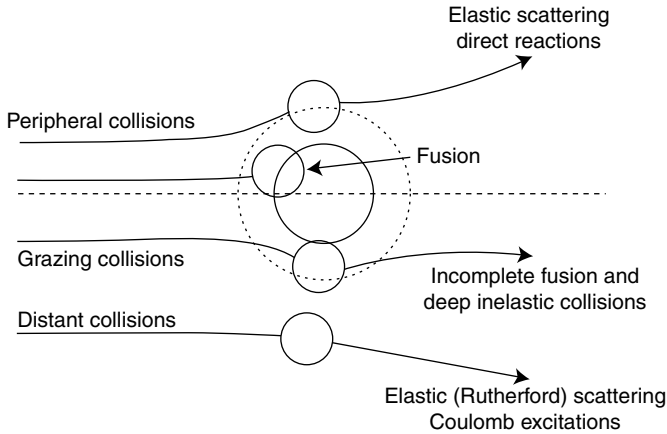 Elastic scattering
direct reactions
Peripheral collisions
Fusion
Grazing collisions
Incomplete fusion and
deep inelastic collisions
Distant collisions
Elastic (Rutherford) scattering
Coulomb excitations